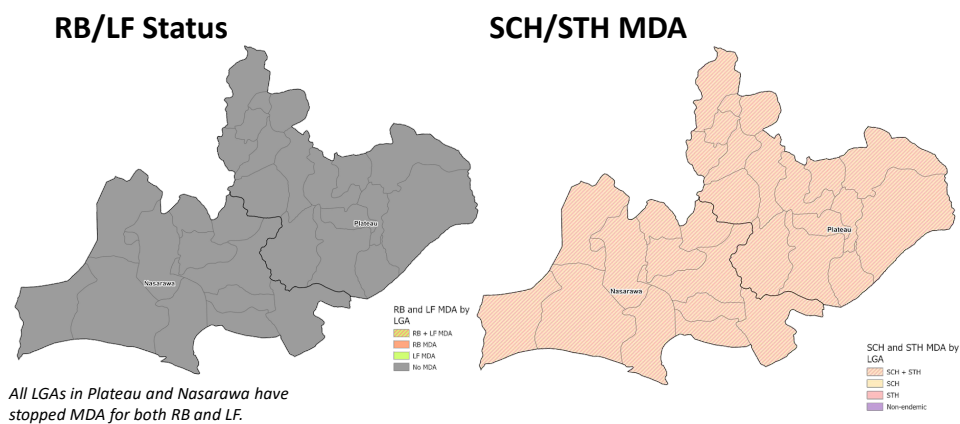 RB/LF Status
SCH/STH MDA
Plateau
Nasarawa
RB and LF MDA by
LGA
RB + LF MDA
RB MDA
LF MDA
No MDA
Plateau
Nasarawa
SCH and STH MDA by
LGA
SCH + STH
SCH
STH
Non-endemic
All LGAs in Plateau and Nasarawa have
stopped MDA for both RB and LF.